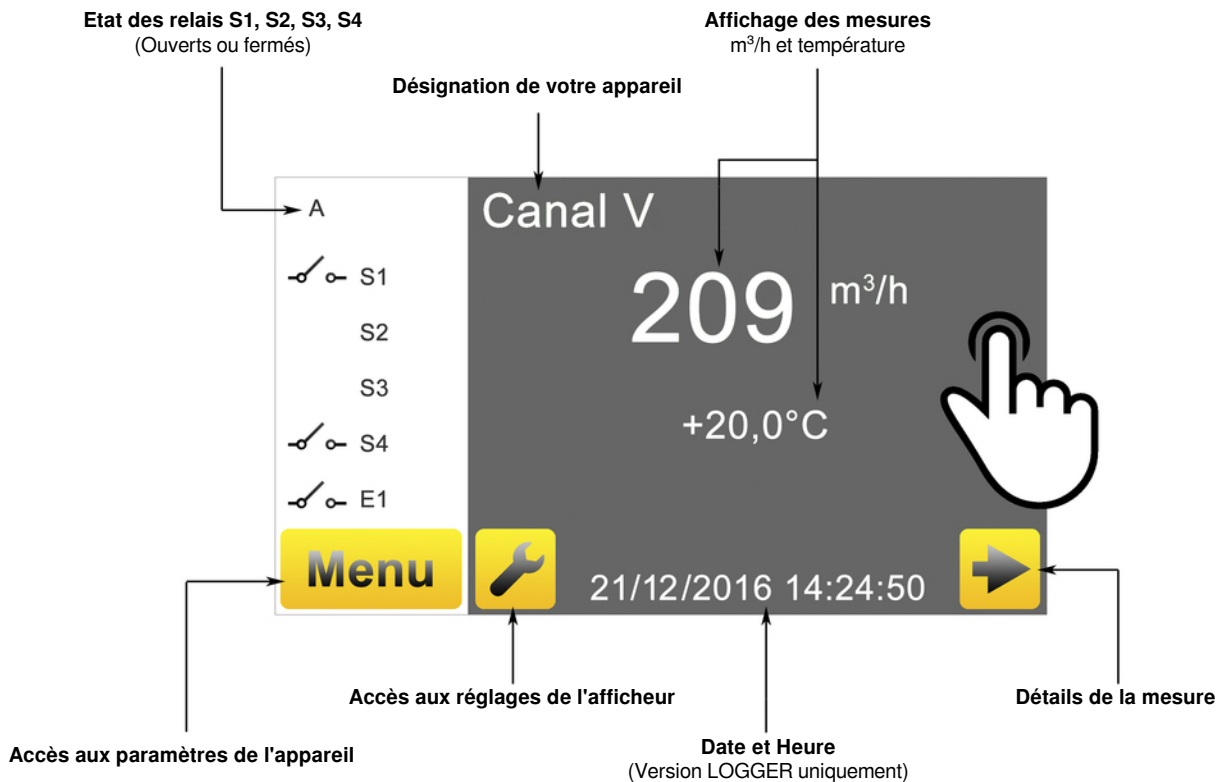 Etat des relais S1, S2, S3, S4
(Ouverts ou fermés)
Affichage des mesures
m³/h et température
Désignation de votre appareil
A
S1
S2
S3
S4
E1
Menu
Canal V
209 m³/h
+20,0°C
21/12/2016 14:24:50
Accès aux réglages de l'afficheur
Détails de la mesure
Accès aux paramètres de l'appareil
Date et Heure
(Version LOGGER uniquement)